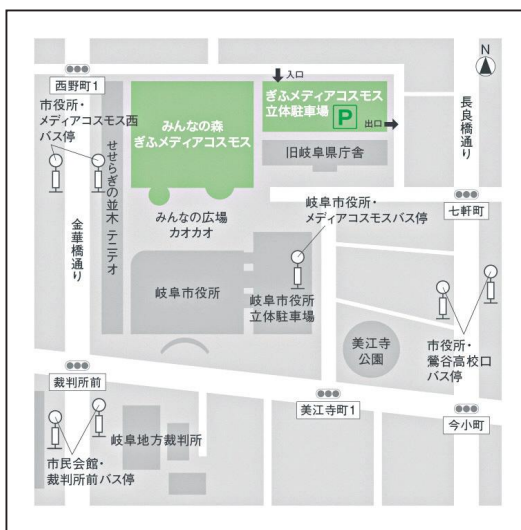 N
入口
西野町1
ぎふメディアコスモス
立体駐車場
P
出口
長良橋通り
市役所・
メディアコスモス西
バス停
みんなの森
ぎふメディアコスモス
せせらぎの並木 テニテオ
旧岐阜県庁舎
みんなの広場
カオカオ
岐阜市役所・
メディアコスモスバス停
七軒町
金華橋通り
岐阜市役所
岐阜市役所
立体駐車場
美江寺
公園
市役所・
鶯谷高校口
バス停
裁判所前
美江寺町1
今小町
岐阜地方裁判所
市民会館・
裁判所前バス停